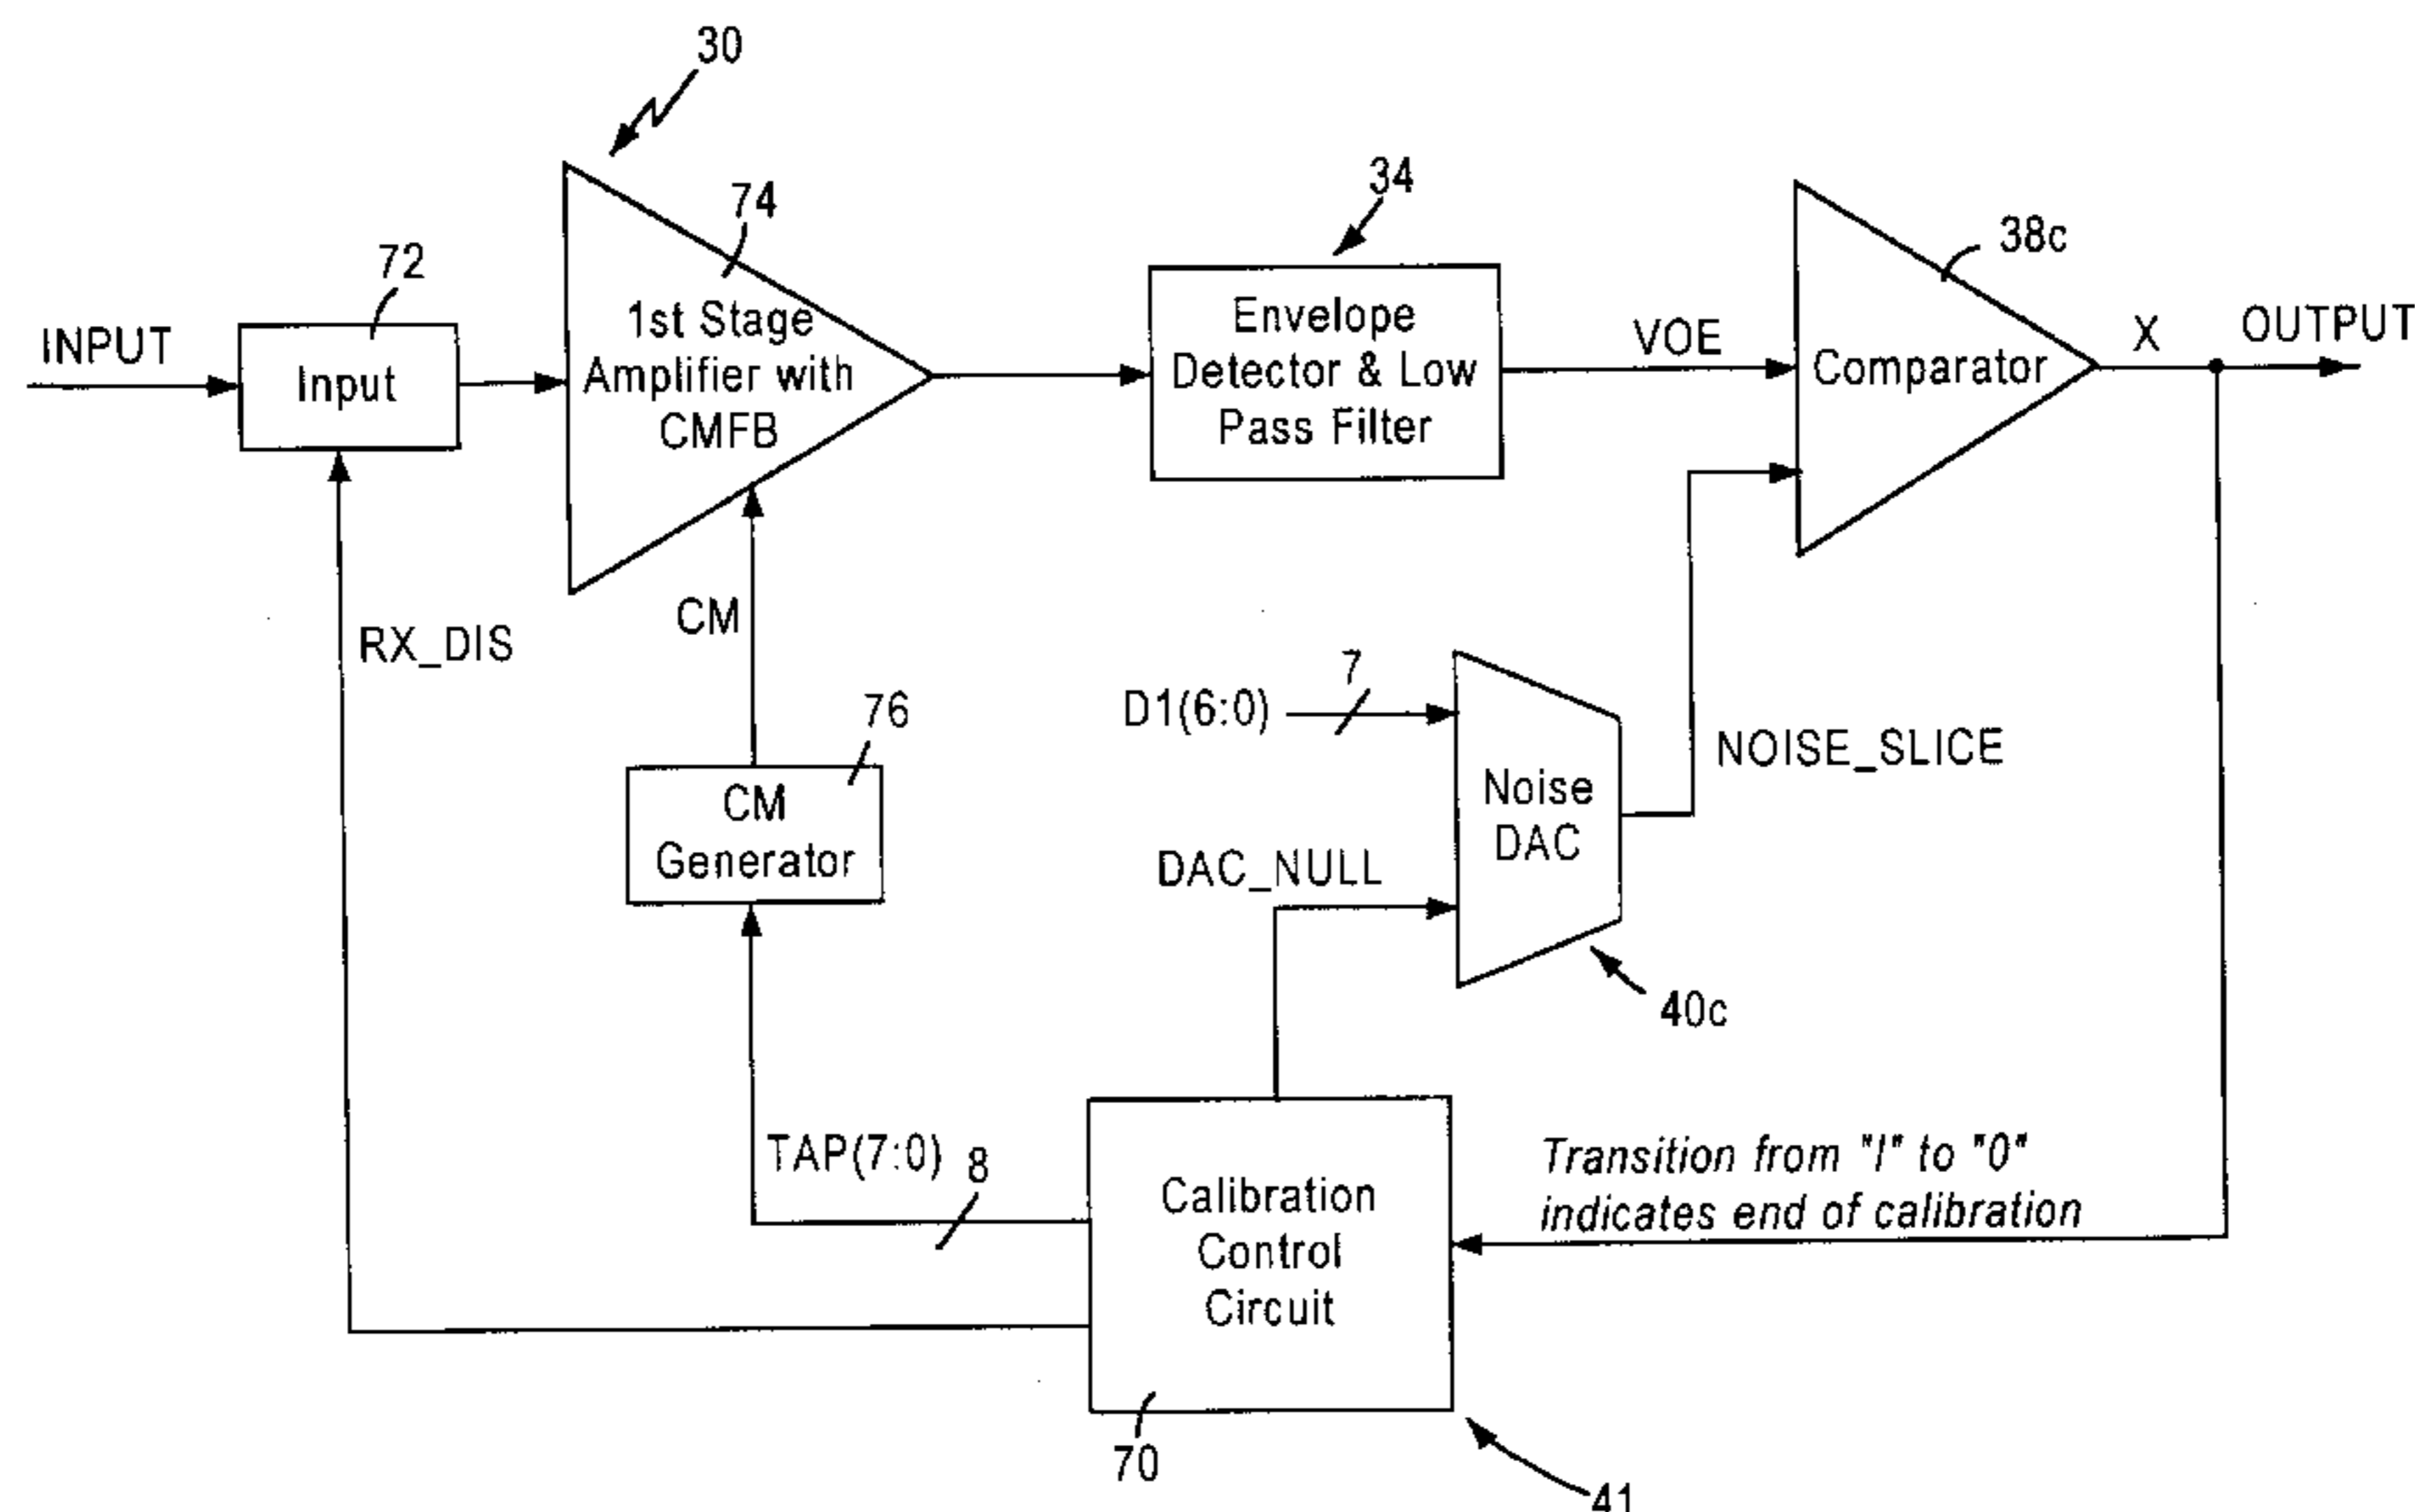 30
74
34
38c
72
INPUT
Input
1st Stage
Amplifier with
CMFB
Envelope
Detector & Low
Pass Filter
VOE
Comparator
X
OUTPUT
RX_DIS
CM
7
D1(6:0)
76
CM
Generator
Noise
DAC
NOISE_SLICE
DAC_NULL
40c
TAP(7:0)
8
Calibration
Control
Circuit
Transition from "I" to "0"
indicates end of calibration
70
41